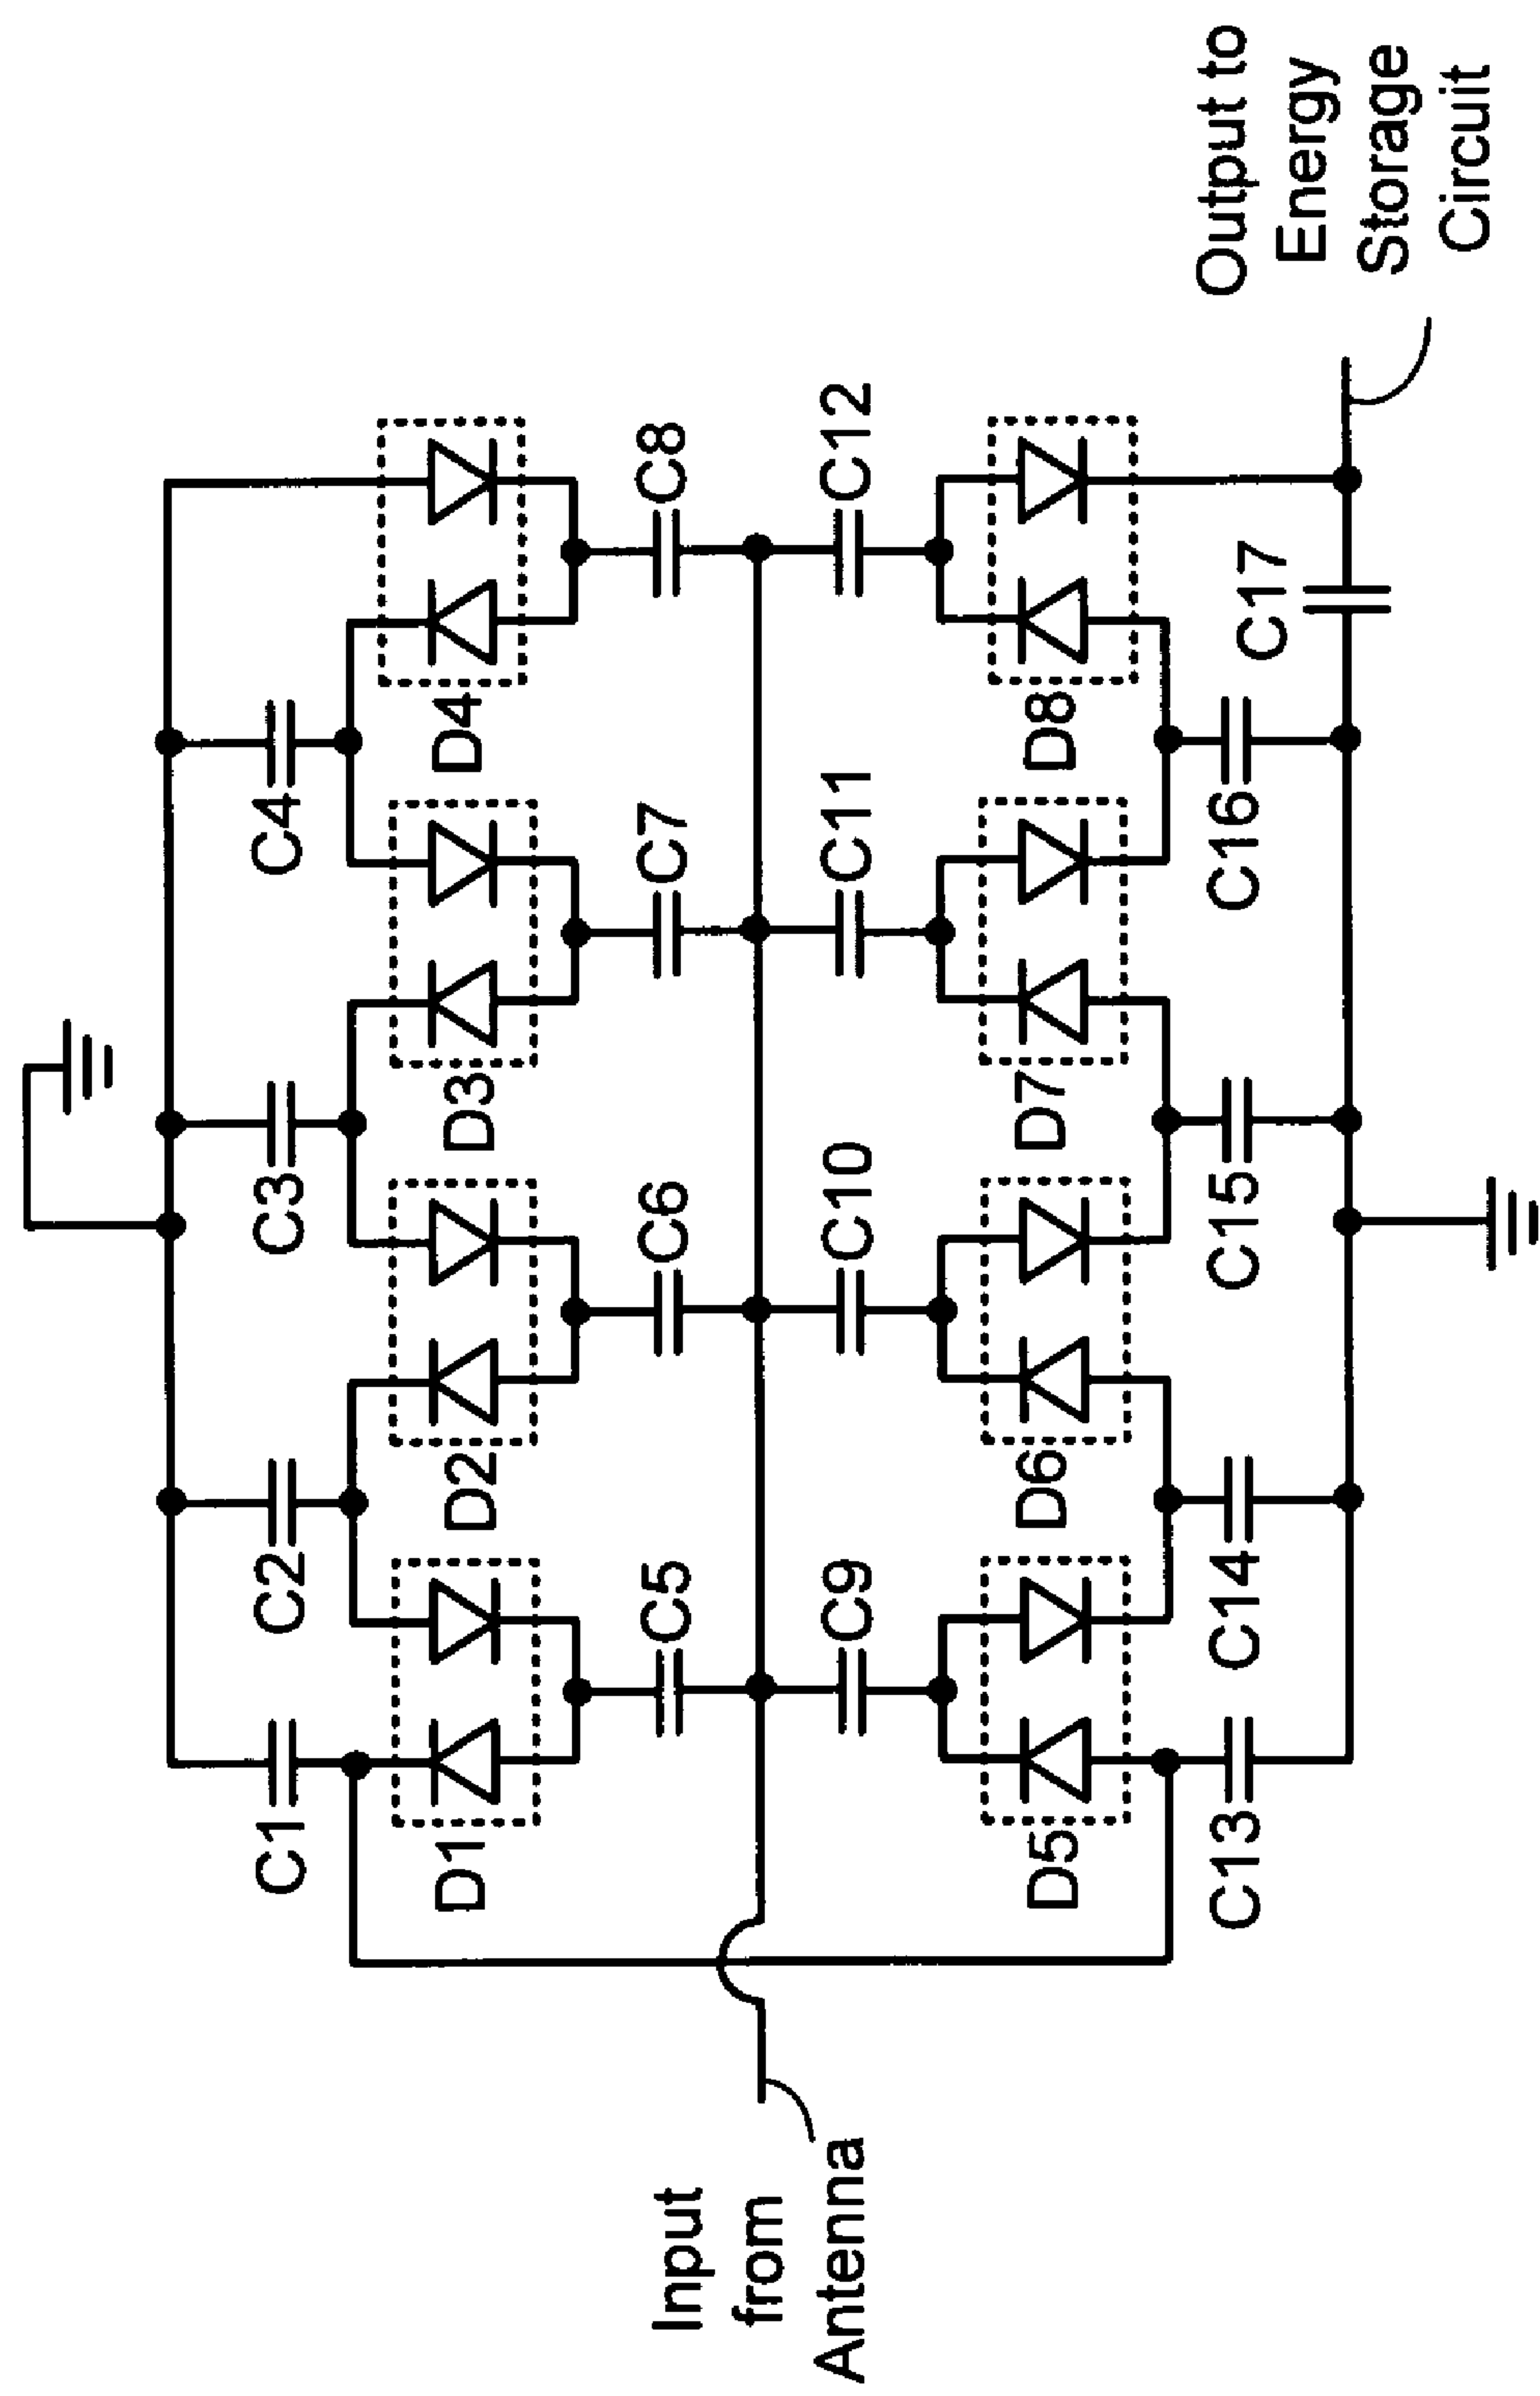 C1
C2
C3
C4
D1
D2
D3
D4
C5
C6
C7
C8
Input
from
Antenna
C9
C10
C11
C12
D5
D6
D7
D8
C13
C14
C15
C16
C17
Output to
Energy
Storage
Circuit